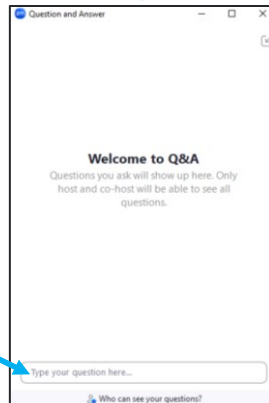 Question and Answer
Welcome to Q&A
Questions you ask will show up here. Only
host and co-host will be able to see all
questions.
Type your question here...
Who can see your questions?